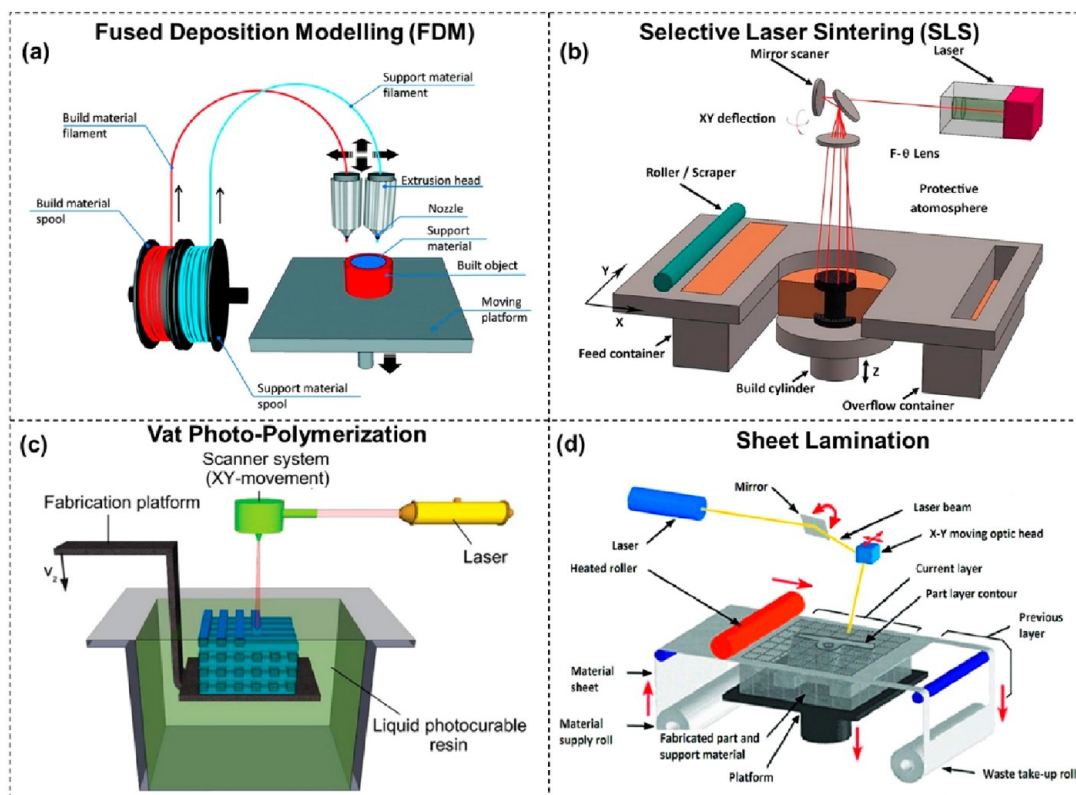 (a)
Fused Deposition Modelling (FDM)
Support material
filament
Build material
filament
Extrusion head
Build material
spool
Nozzle
Support
material
Built object
Moving
platform
Support material
spool
(b)
Selective Laser Sintering (SLS)
Laser
Mirror scaner
XY deflection
F-θ Lens
Roller / Scraper
Protective
atomosphere
Y
X
Feed container
Z
Build cylinder
Overflow container
(c)
Vat Photo-Polymerization
Scanner system
(XY-movement)
Fabrication platform
Laser
Vz
Liquid photocurable
resin
(d)
Sheet Lamination
Mirror
Laser beam
X-Y moving optic head
Laser
Heated roller
Current layer
Part layer contour
Previous
layer
Material
sheet
Material
supply roll
Fabricated part and
support material
Platform
Waste take-up roll